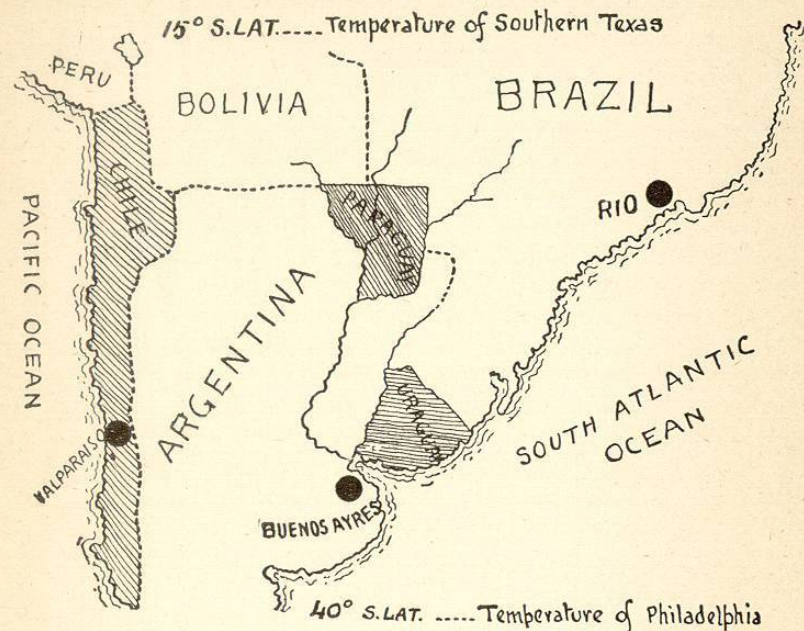 15° S. LAT. ..... Temperature of Southern Texas
PERU
BOLIVIA
BRAZIL
CHILE
PARAGUAY
RIO
PACIFIC OCEAN
ARGENTINA
URAGUAY
SOUTH ATLANTIC
OCEAN
VALPARAISO
BUENOS AYRES
40° S. LAT. ..... Temperature of Philadelphia